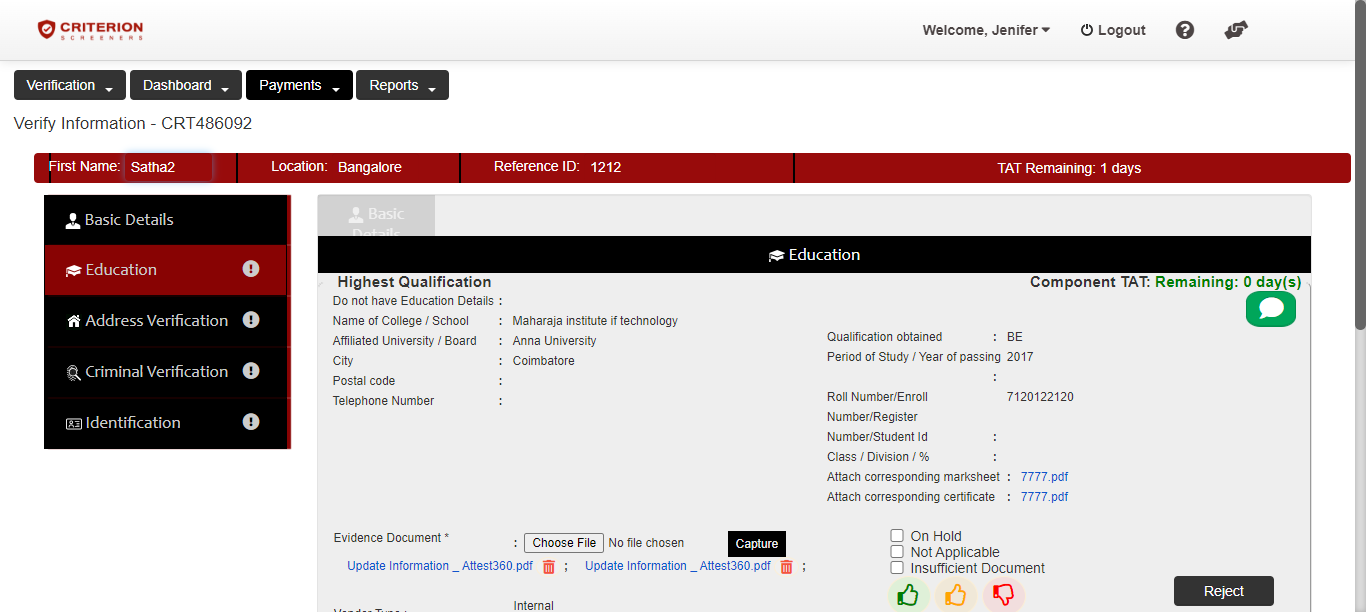 CRITERION
SCREENERS
Welcome, Jenifer
Logout
Verification
Dashboard
Payments
Reports
Verify Information - CRT486092
First Name: Satha2
Location: Bangalore
Reference ID: 1212
TAT Remaining: 1 days
Basic Details
Education
Address Verification
Criminal Verification
Identification
Basic
Details
Education
Highest Qualification
Component TAT: Remaining: 0 day(s)
Do not have Education Details :
Name of College / School : Maharaja institute if technology
Affiliated University / Board : Anna University
City : Coimbatore
Postal code :
Telephone Number :
Qualification obtained : BE
Period of Study / Year of passing 2017
:
Roll Number/Enroll 7120122120
Number/Register
Number/Student Id :
Class / Division / % :
Attach corresponding marksheet : 7777.pdf
Attach corresponding certificate : 7777.pdf
Evidence Document * : Choose File No file chosen Capture
Update Information _ Attest360.pdf ; Update Information _ Attest360.pdf ;
On Hold
Not Applicable
Insufficient Document
Reject
Internal
Vendor Type :